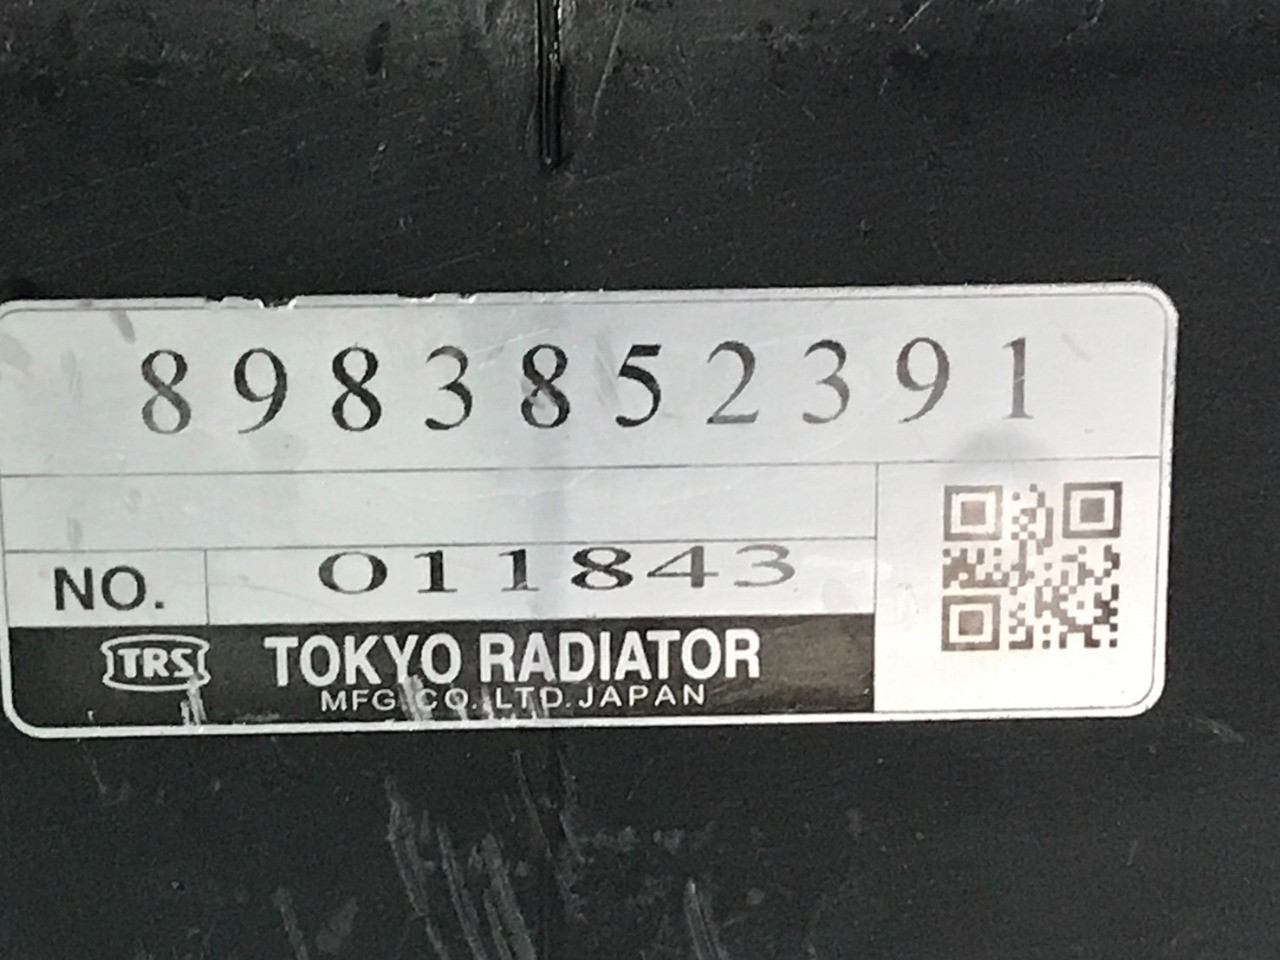 8983852391
NO. 011843
TRS TOKYO RADIATOR
MFG. CO., LTD. JAPAN